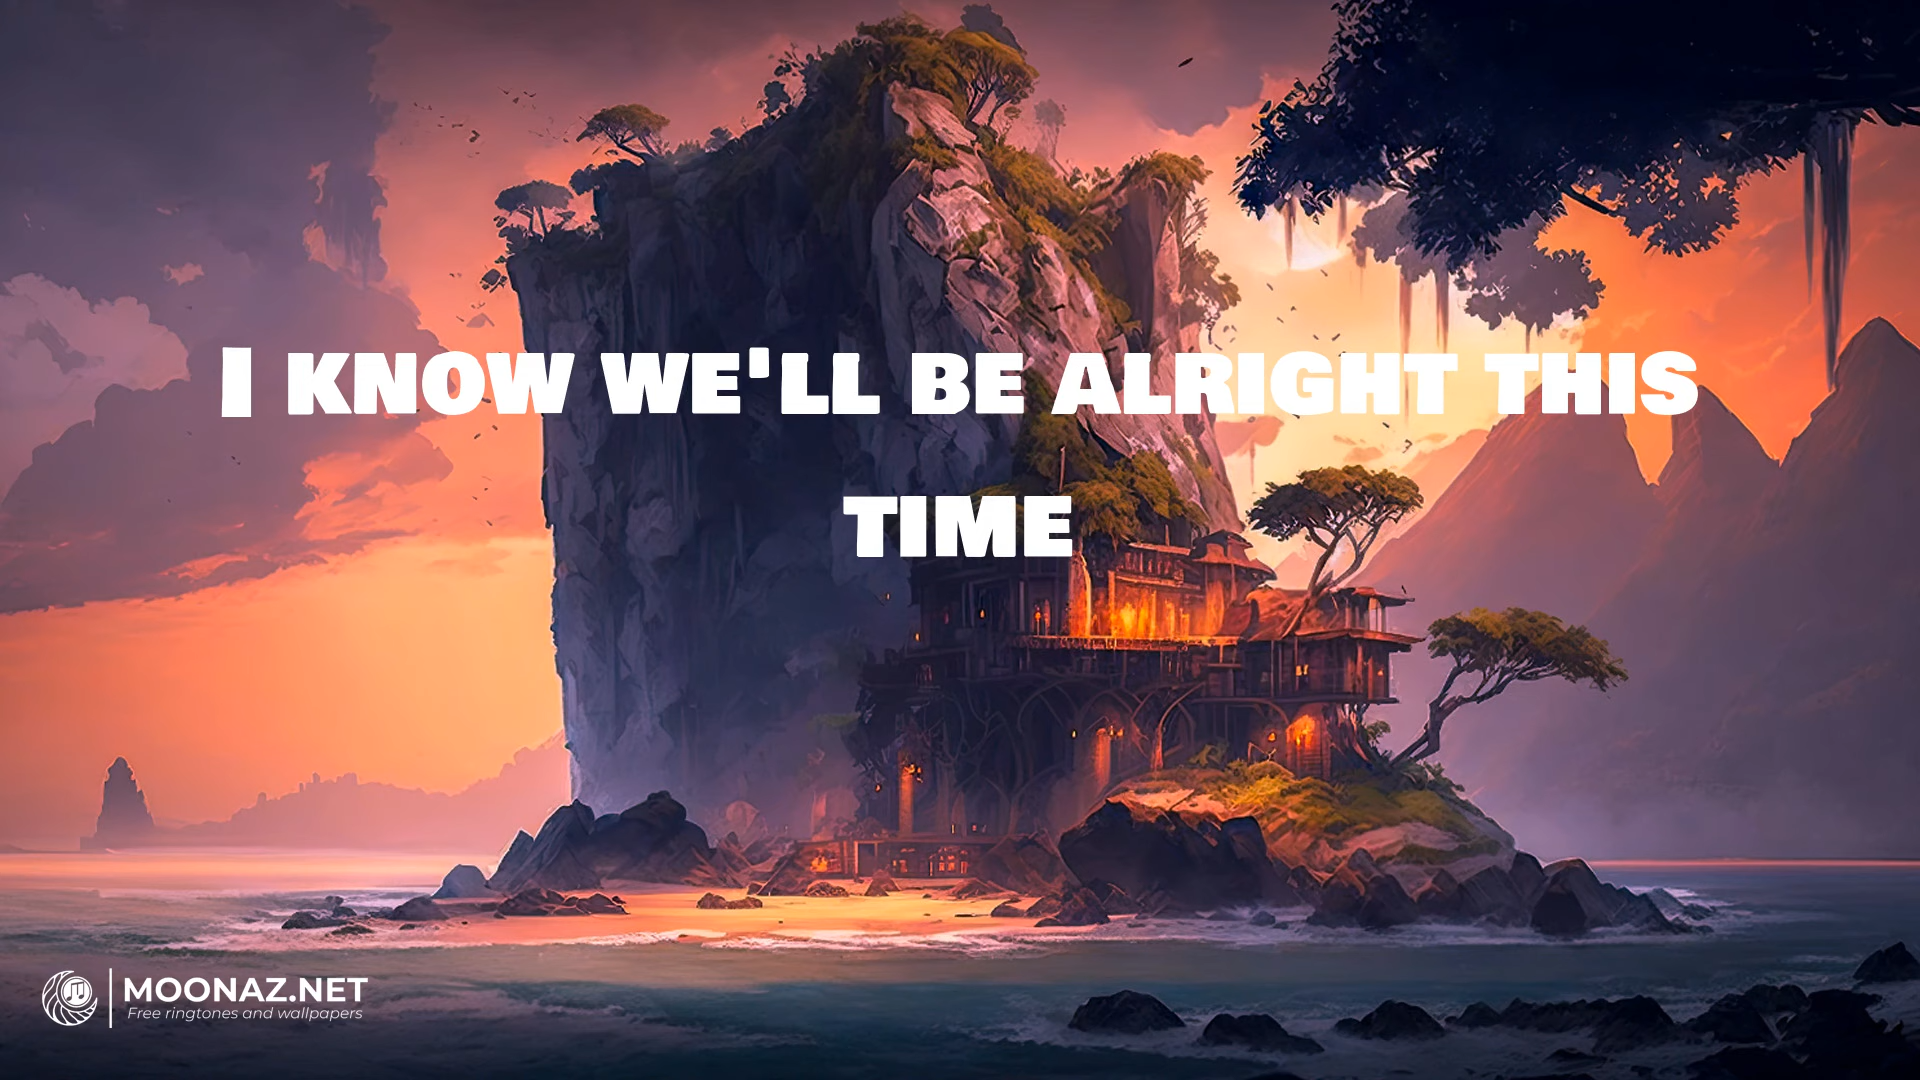 I KNOW WE'LL BE ALRIGHT THIS
TIME
MOONAZ.NET
Free ringtones and wallpapers